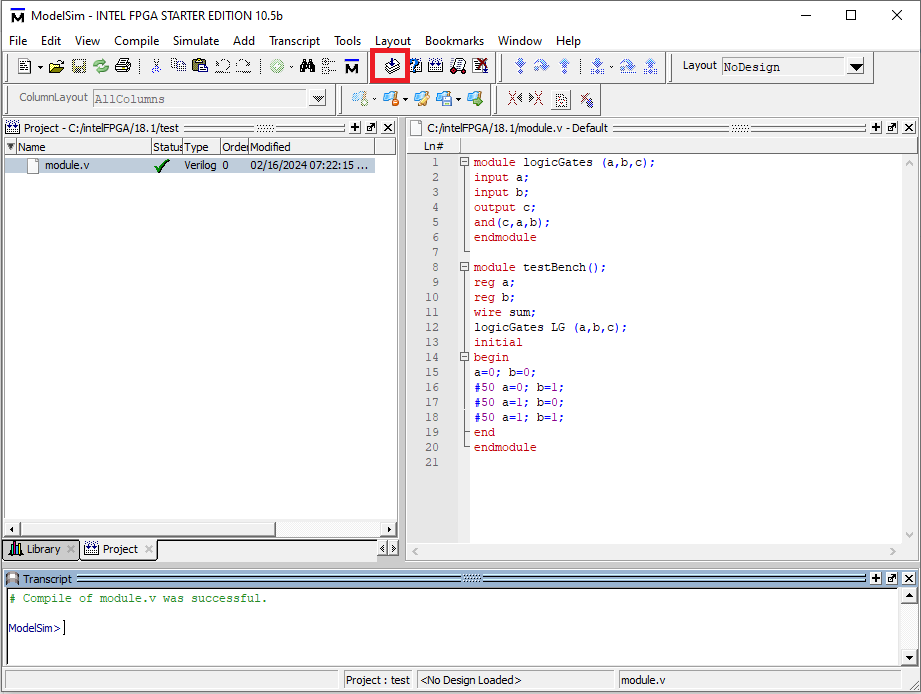 ModelSim - INTEL FPGA STARTER EDITION 10.5b
File Edit View Compile Simulate Add Transcript Tools Layout Bookmarks Window Help
Layout NoDesign
ColumnLayout AllColumns
Project - C:/intelFPGA/18.1/test
Name Status Type Order Modified
module.v Verilog 0 02/16/2024 07:22:15 ...
Library Project
C:/intelFPGA/18.1/module.v - Default
Ln#
1 module logicGates (a,b,c);
2 input a;
3 input b;
4 output c;
5 and(c,a,b);
6 endmodule
7
8 module testBench();
9 reg a;
10 reg b;
11 wire sum;
12 logicGates LG (a,b,c);
13 initial
14 begin
15 a=0; b=0;
16 #50 a=0; b=1;
17 #50 a=1; b=0;
18 #50 a=1; b=1;
19 end
20 endmodule
21
Transcript
# Compile of module.v was successful.
ModelSim>
Project : test <No Design Loaded> module.v